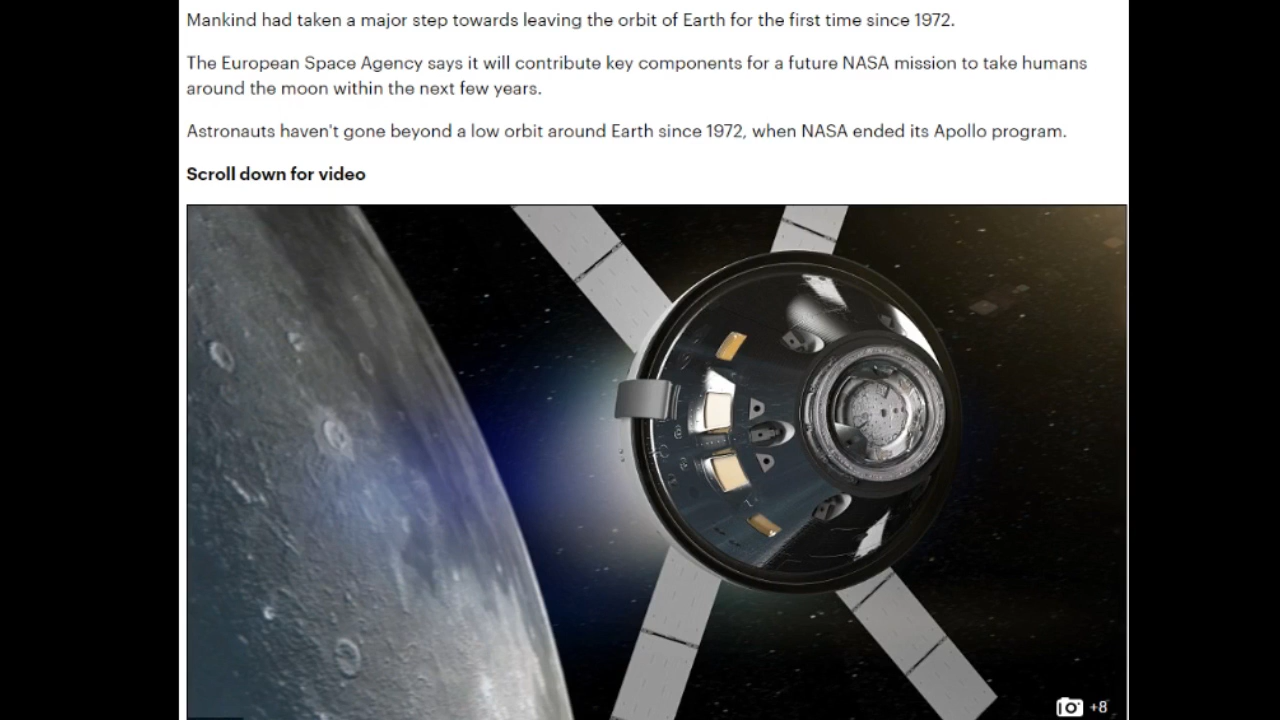 Mankind had taken a major step towards leaving the orbit of Earth for the first time since 1972.
The European Space Agency says it will contribute key components for a future NASA mission to take humans
around the moon within the next few years.
Astronauts haven't gone beyond a low orbit around Earth since 1972, when NASA ended its Apollo program.
Scroll down for video
+8